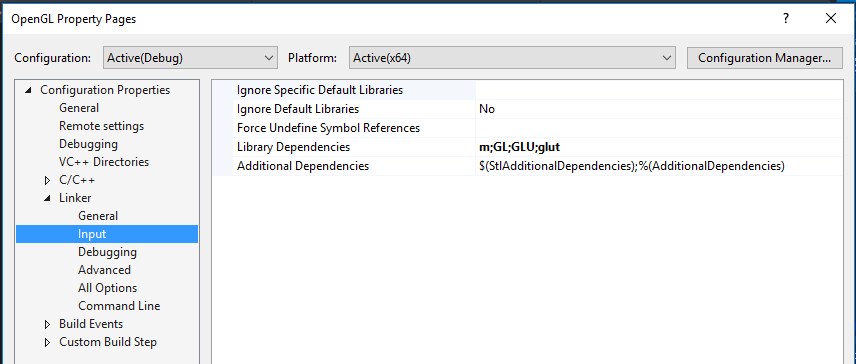 OpenGL Property Pages
Configuration: Active(Debug) Platform: Active(x64) Configuration Manager...
Configuration Properties
General
Remote settings
Debugging
VC++ Directories
C/C++
Linker
General
Input
Debugging
Advanced
All Options
Command Line
Build Events
Custom Build Step
Ignore Specific Default Libraries
Ignore Default Libraries No
Force Undefine Symbol References
Library Dependencies m;GL;GLU;glut
Additional Dependencies $(StlAdditionalDependencies);%(AdditionalDependencies)